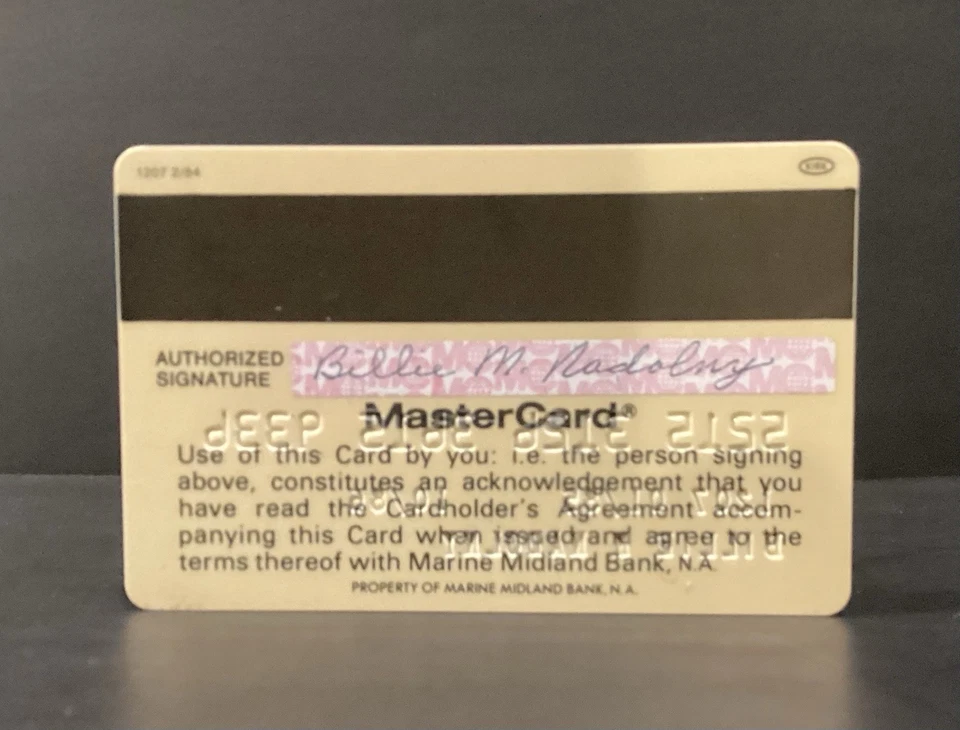 1207 2/84
AUTHORIZED
SIGNATURE
Billie M. Nadolny
MasterCard®
Use of this Card by you: i.e. the person signing
above, constitutes an acknowledgement that you
have read the Cardholder's Agreement accom-
panying this Card when issued and agree to the
terms thereof with Marine Midland Bank, N.A.
PROPERTY OF MARINE MIDLAND BANK, N.A.